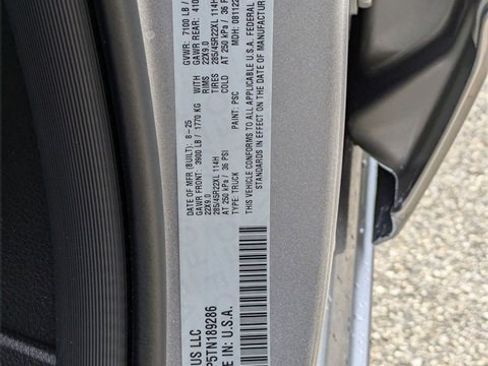 US LLC
P5TN189286
E IN: U.S.A.
DATE OF MFR (BUILT): 8-25
GAWR FRONT: 3900 LB / 1770 KG
22X9.0
285/45R22XL 114H
AT 250 kPa / 36 PSI
TYPE: TRUCK
WITH
RIMS
TIRES
COLD
PAINT: PSC
GVWR: 7100 LB /
GAWR REAR: 410
22X9.0
285/45R22XL 114H
AT 250 kPa / 36 P
MDH: 081122
THIS VEHICLE CONFORMS TO ALL APPLICABLE U.S.A. FEDERAL
STANDARDS IN EFFECT ON THE DATE OF MANUFACTUR